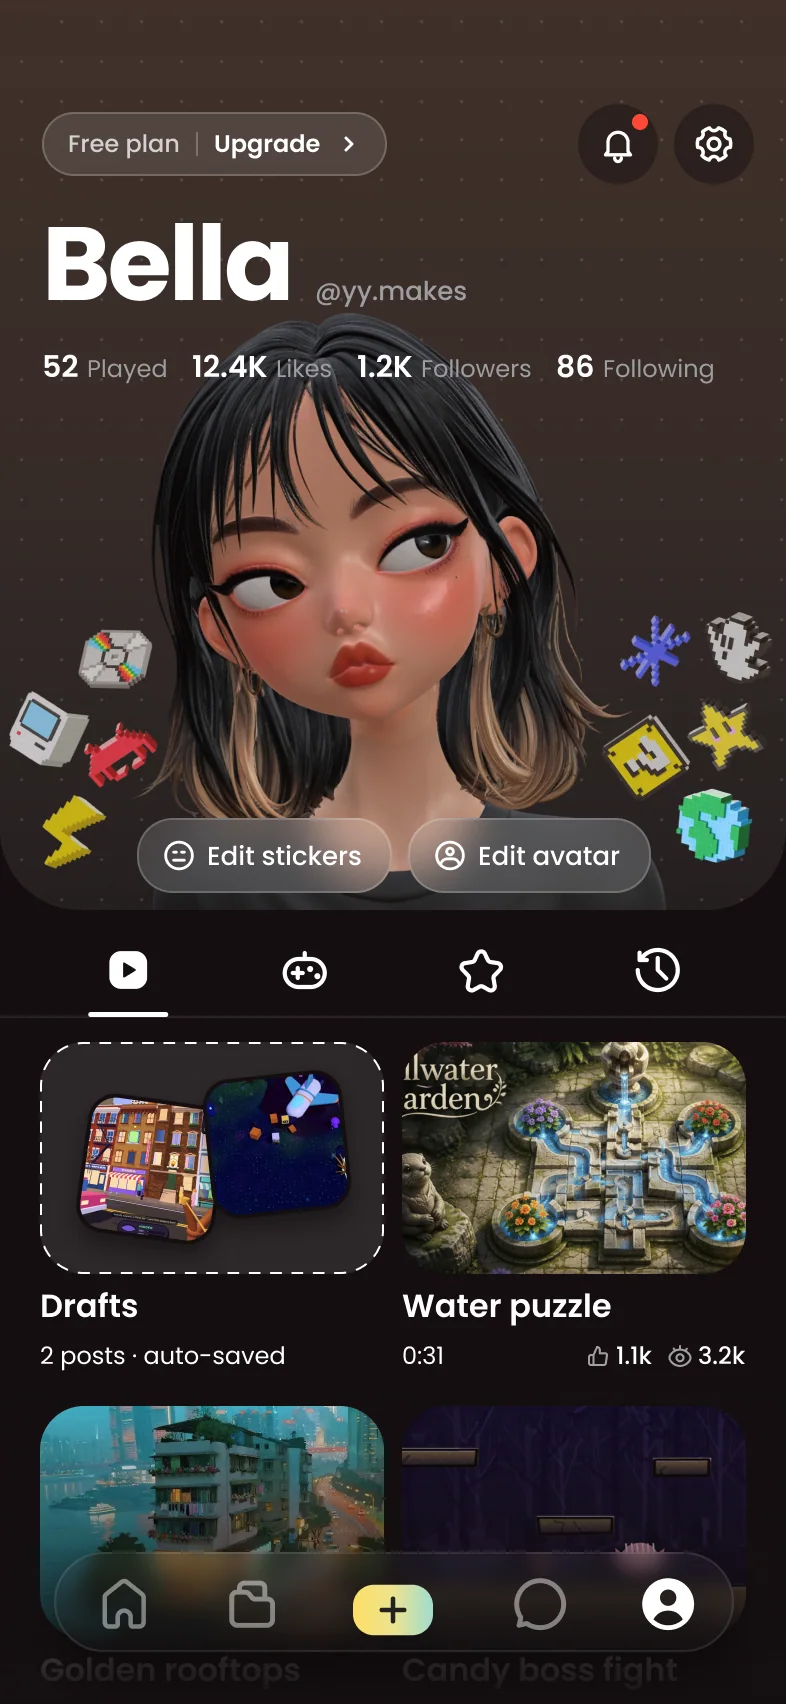 Free plan | Upgrade
Bella @yy.makes
52 Played 12.4K Likes 1.2K Followers 86 Following
Edit stickers
Edit avatar
llwater
arden
Drafts
2 posts · auto-saved
Water puzzle
0:31 1.1k 3.2k
Golden rooftops
Candy boss fight